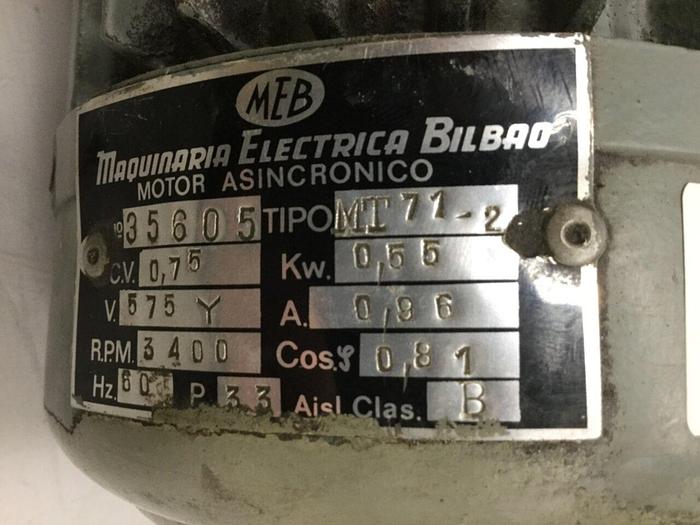 MEB
MAQUINARIA ELECTRICA BILBAO
MOTOR ASINCRONICO
Nº 35605 TIPO MT 71-2
C.V. 0,75 Kw. 0,55
V. 575 Y A. 0,96
R.P.M. 3400 Cos.φ 0,81
Hz. 60 P. 33 Aisl. Clas. B